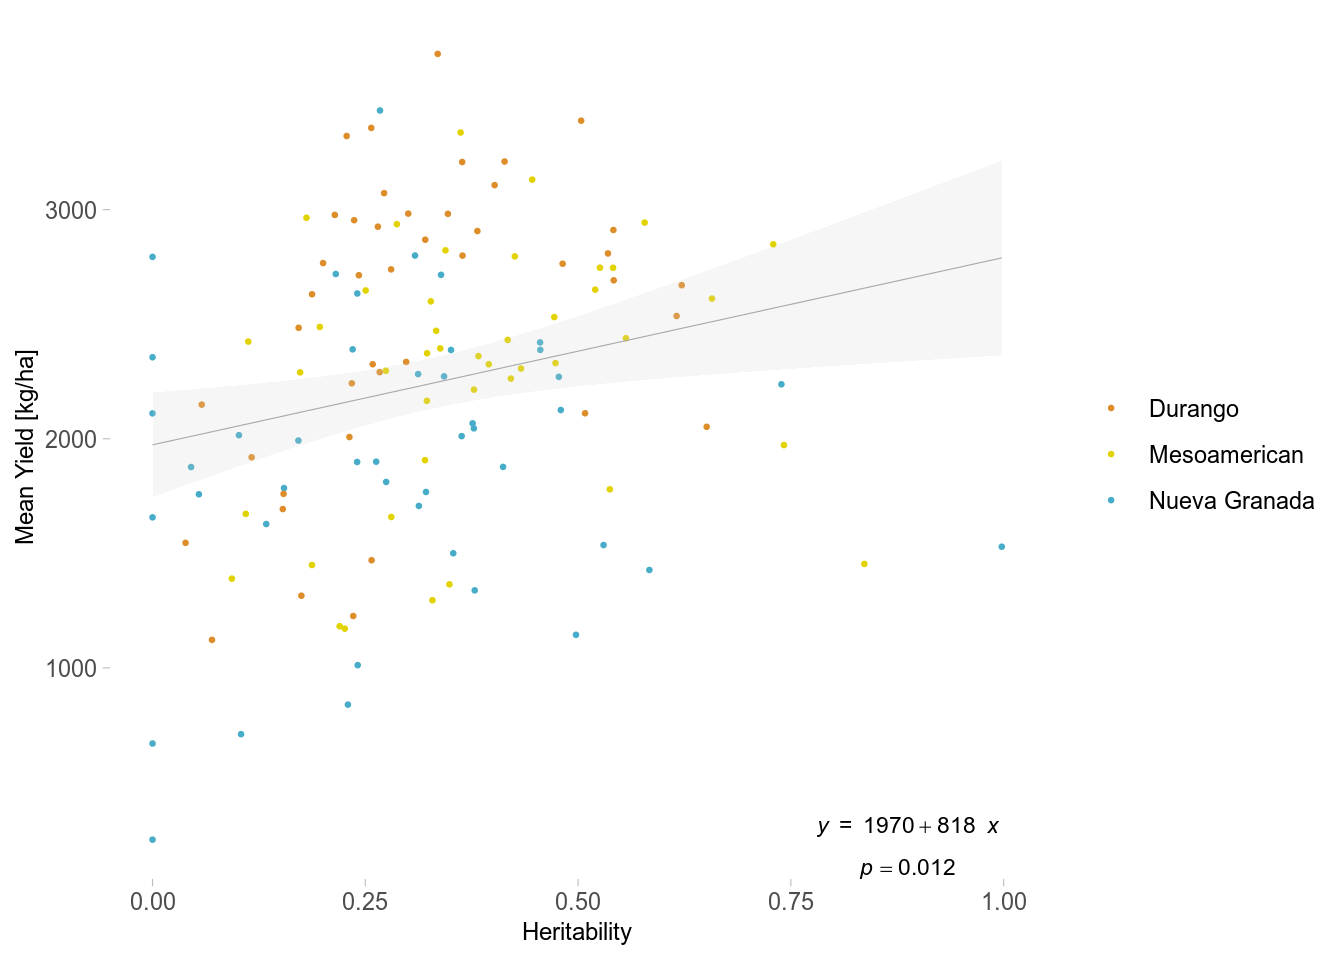 3000
2000
1000
Mean Yield [kg/ha]
0.00 0.25 0.50 0.75 1.00
Heritability
y = 1970 + 818 x
p = 0.012
Durango
Mesoamerican
Nueva Granada